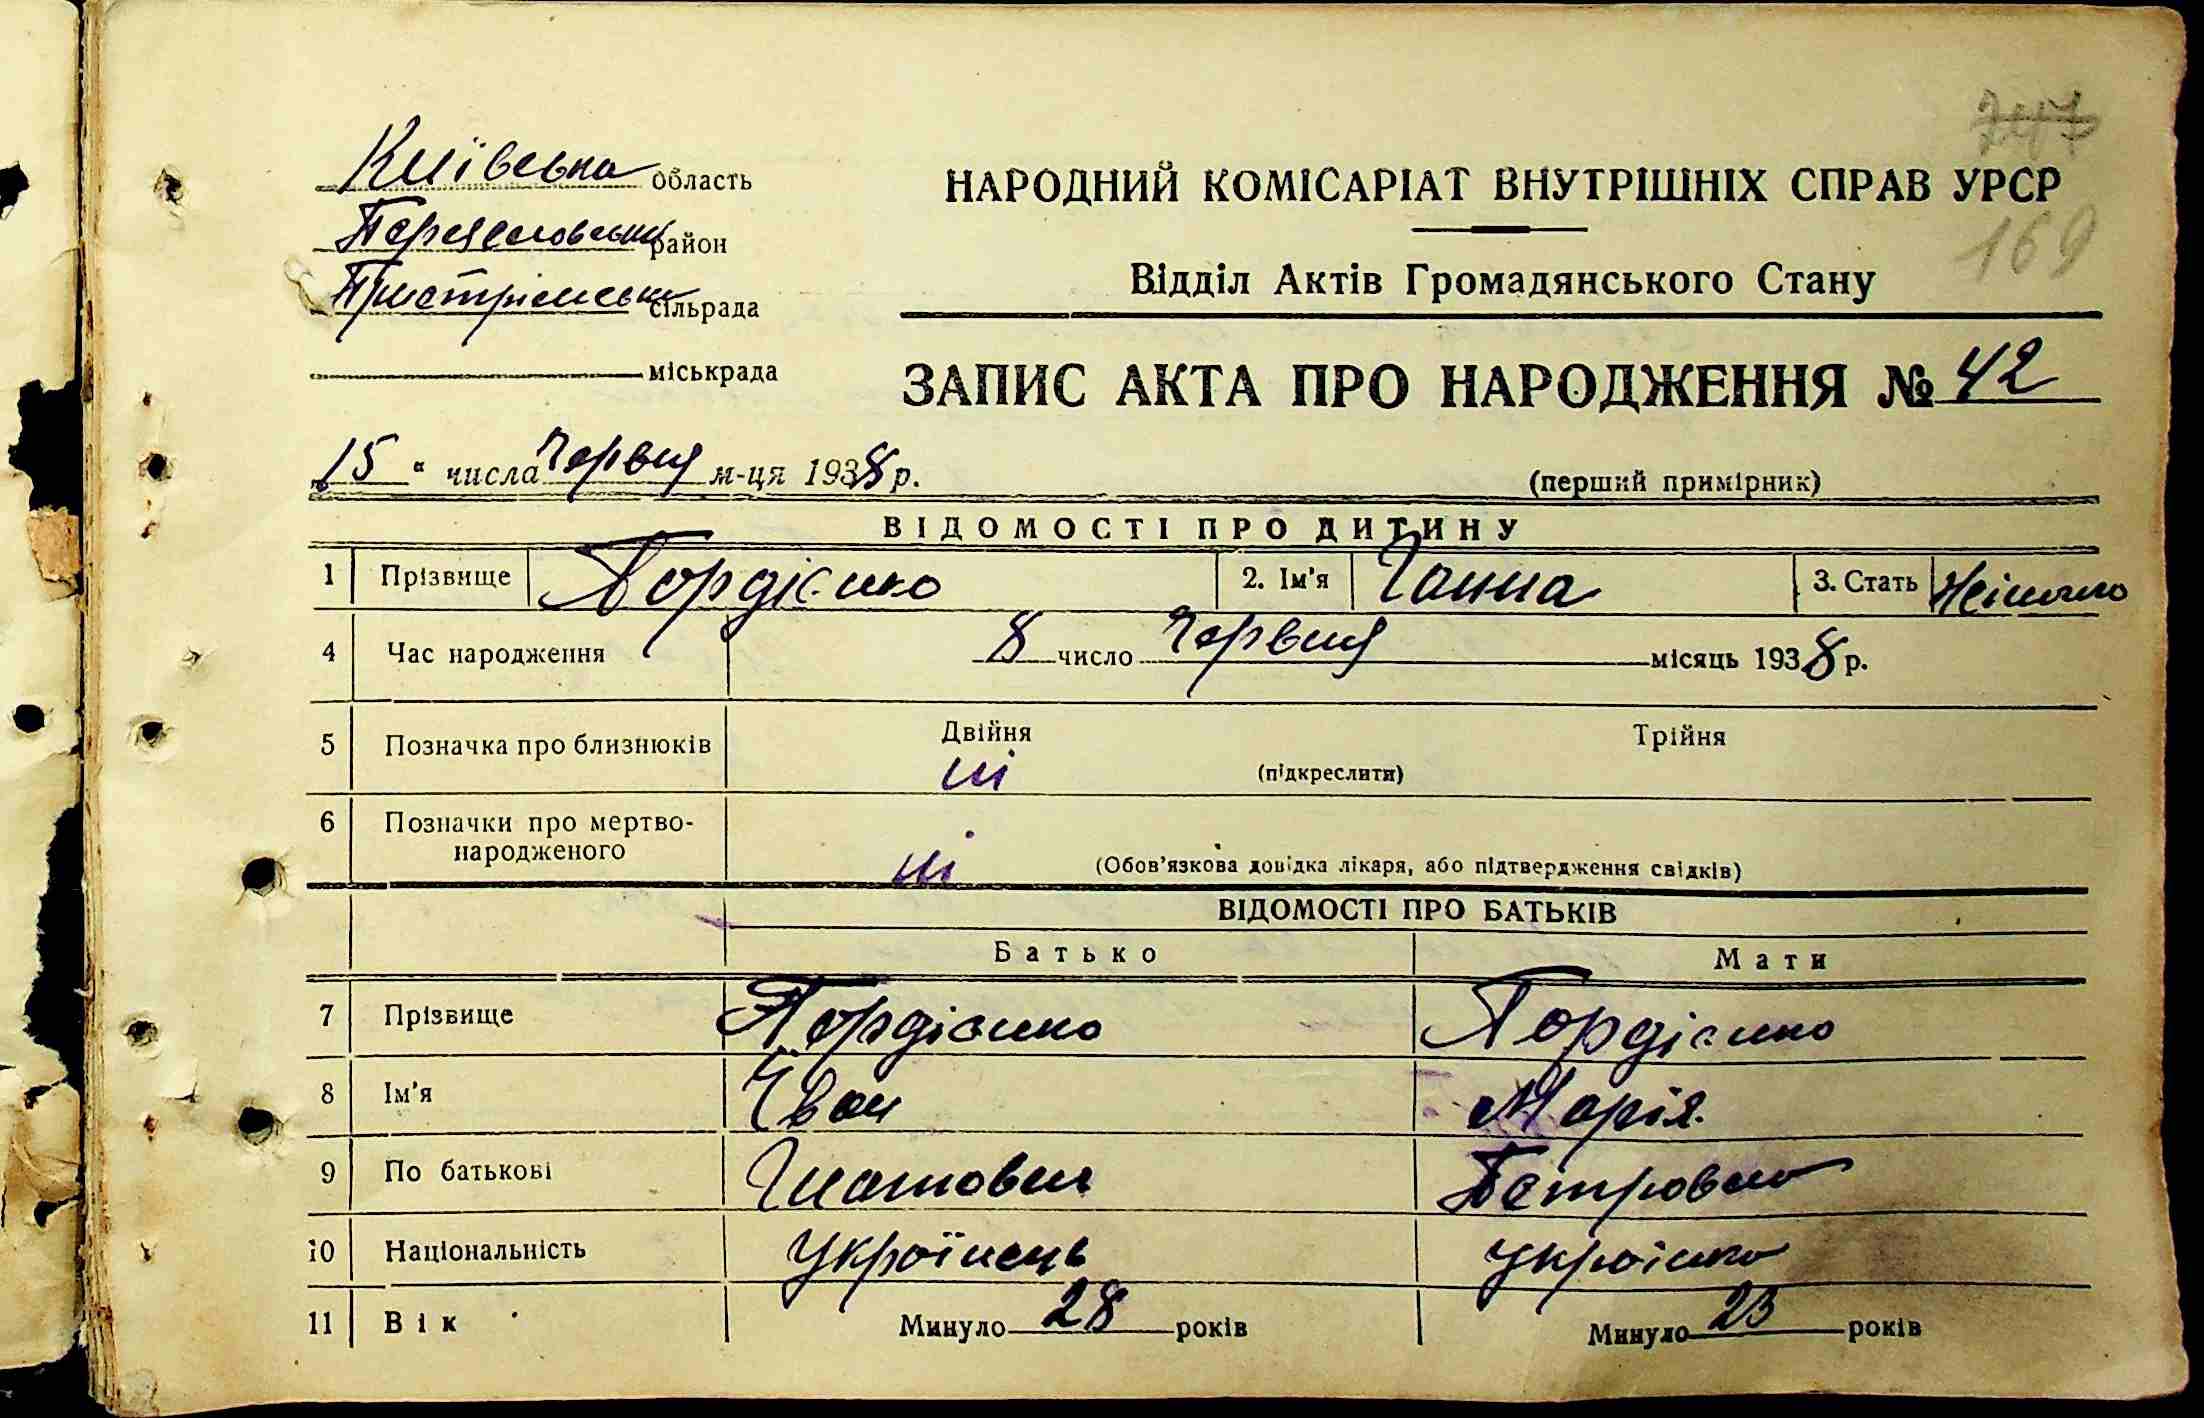 247
Київська область
НАРОДНИЙ КОМІСАРІАТ ВНУТРІШНІХ СПРАВ УРСР
район
169
Відділ Актів Громадянського Стану
сільрада
міськрада
ЗАПИС АКТА ПРО НАРОДЖЕННЯ № 42
„15“ числа червня м-ця 1938 р.
(перший примірник)
ВІДОМОСТІ ПРО ДИТИНУ
1 Прізвище Гордієнко 2. Ім'я Ганна 3. Стать Жіноча
4 Час народження 8 число червня місяць 1938 р.
5 Позначка про близнюків Двійня Трійня
ні (підкреслити)
6 Позначки про мертво-
народженого ні (Обов'язкова довідка лікаря, або підтвердження свідків)
ВІДОМОСТІ ПРО БАТЬКІВ
Батько Мати
7 Прізвище Гордієнко Гордієнко
8 Ім'я Іван Марія
9 По батькові Гнатович Петровна
10 Національність Українець Українка
11 Вік Минуло 28 років Минуло 23 років